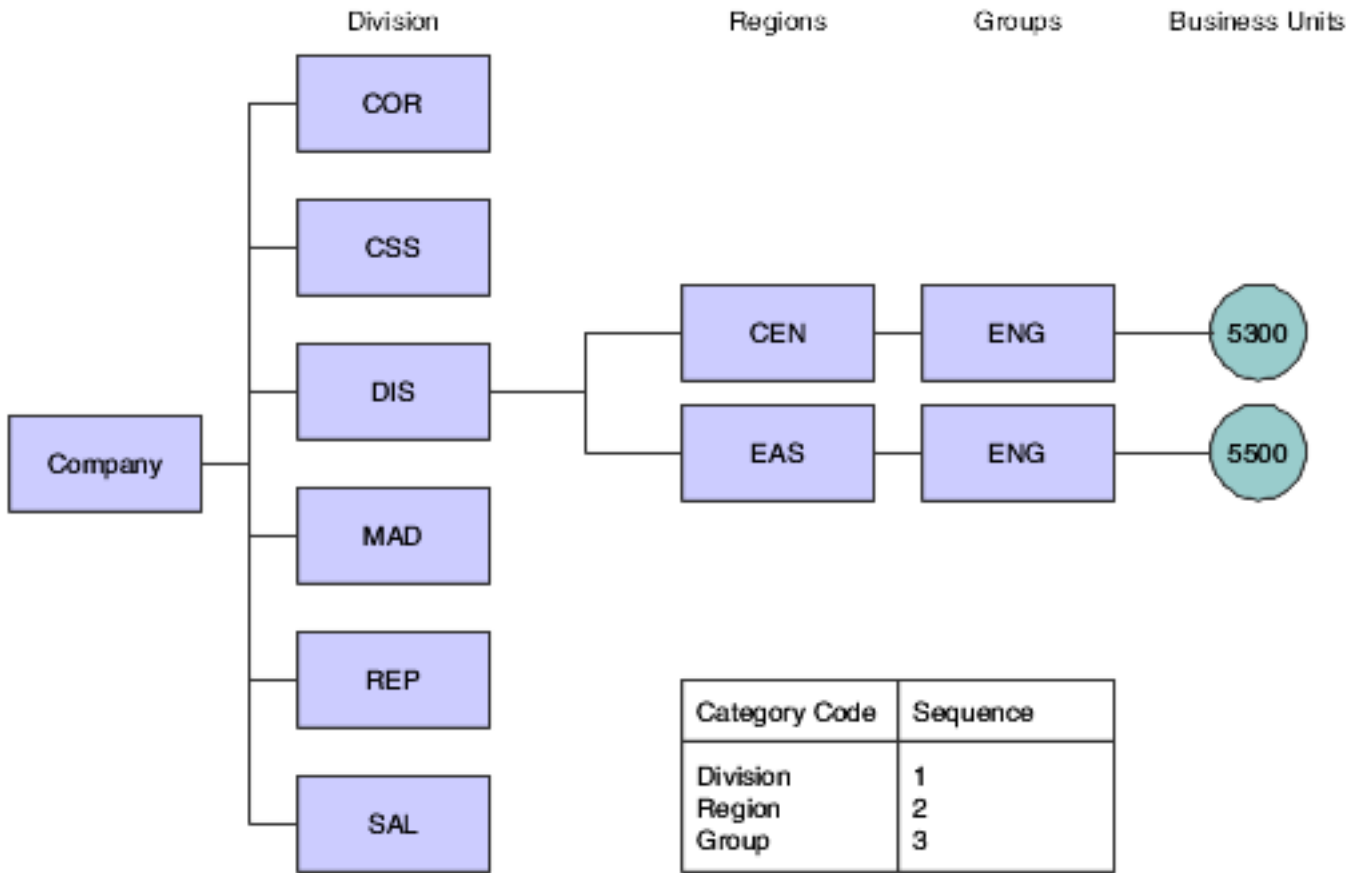 Division Regions Groups Business Units
COR
CSS
CEN ENG 5300
DIS
EAS ENG 5500
Company
MAD
REP
Category Code Sequence
Division 1
Region 2
Group 3
SAL